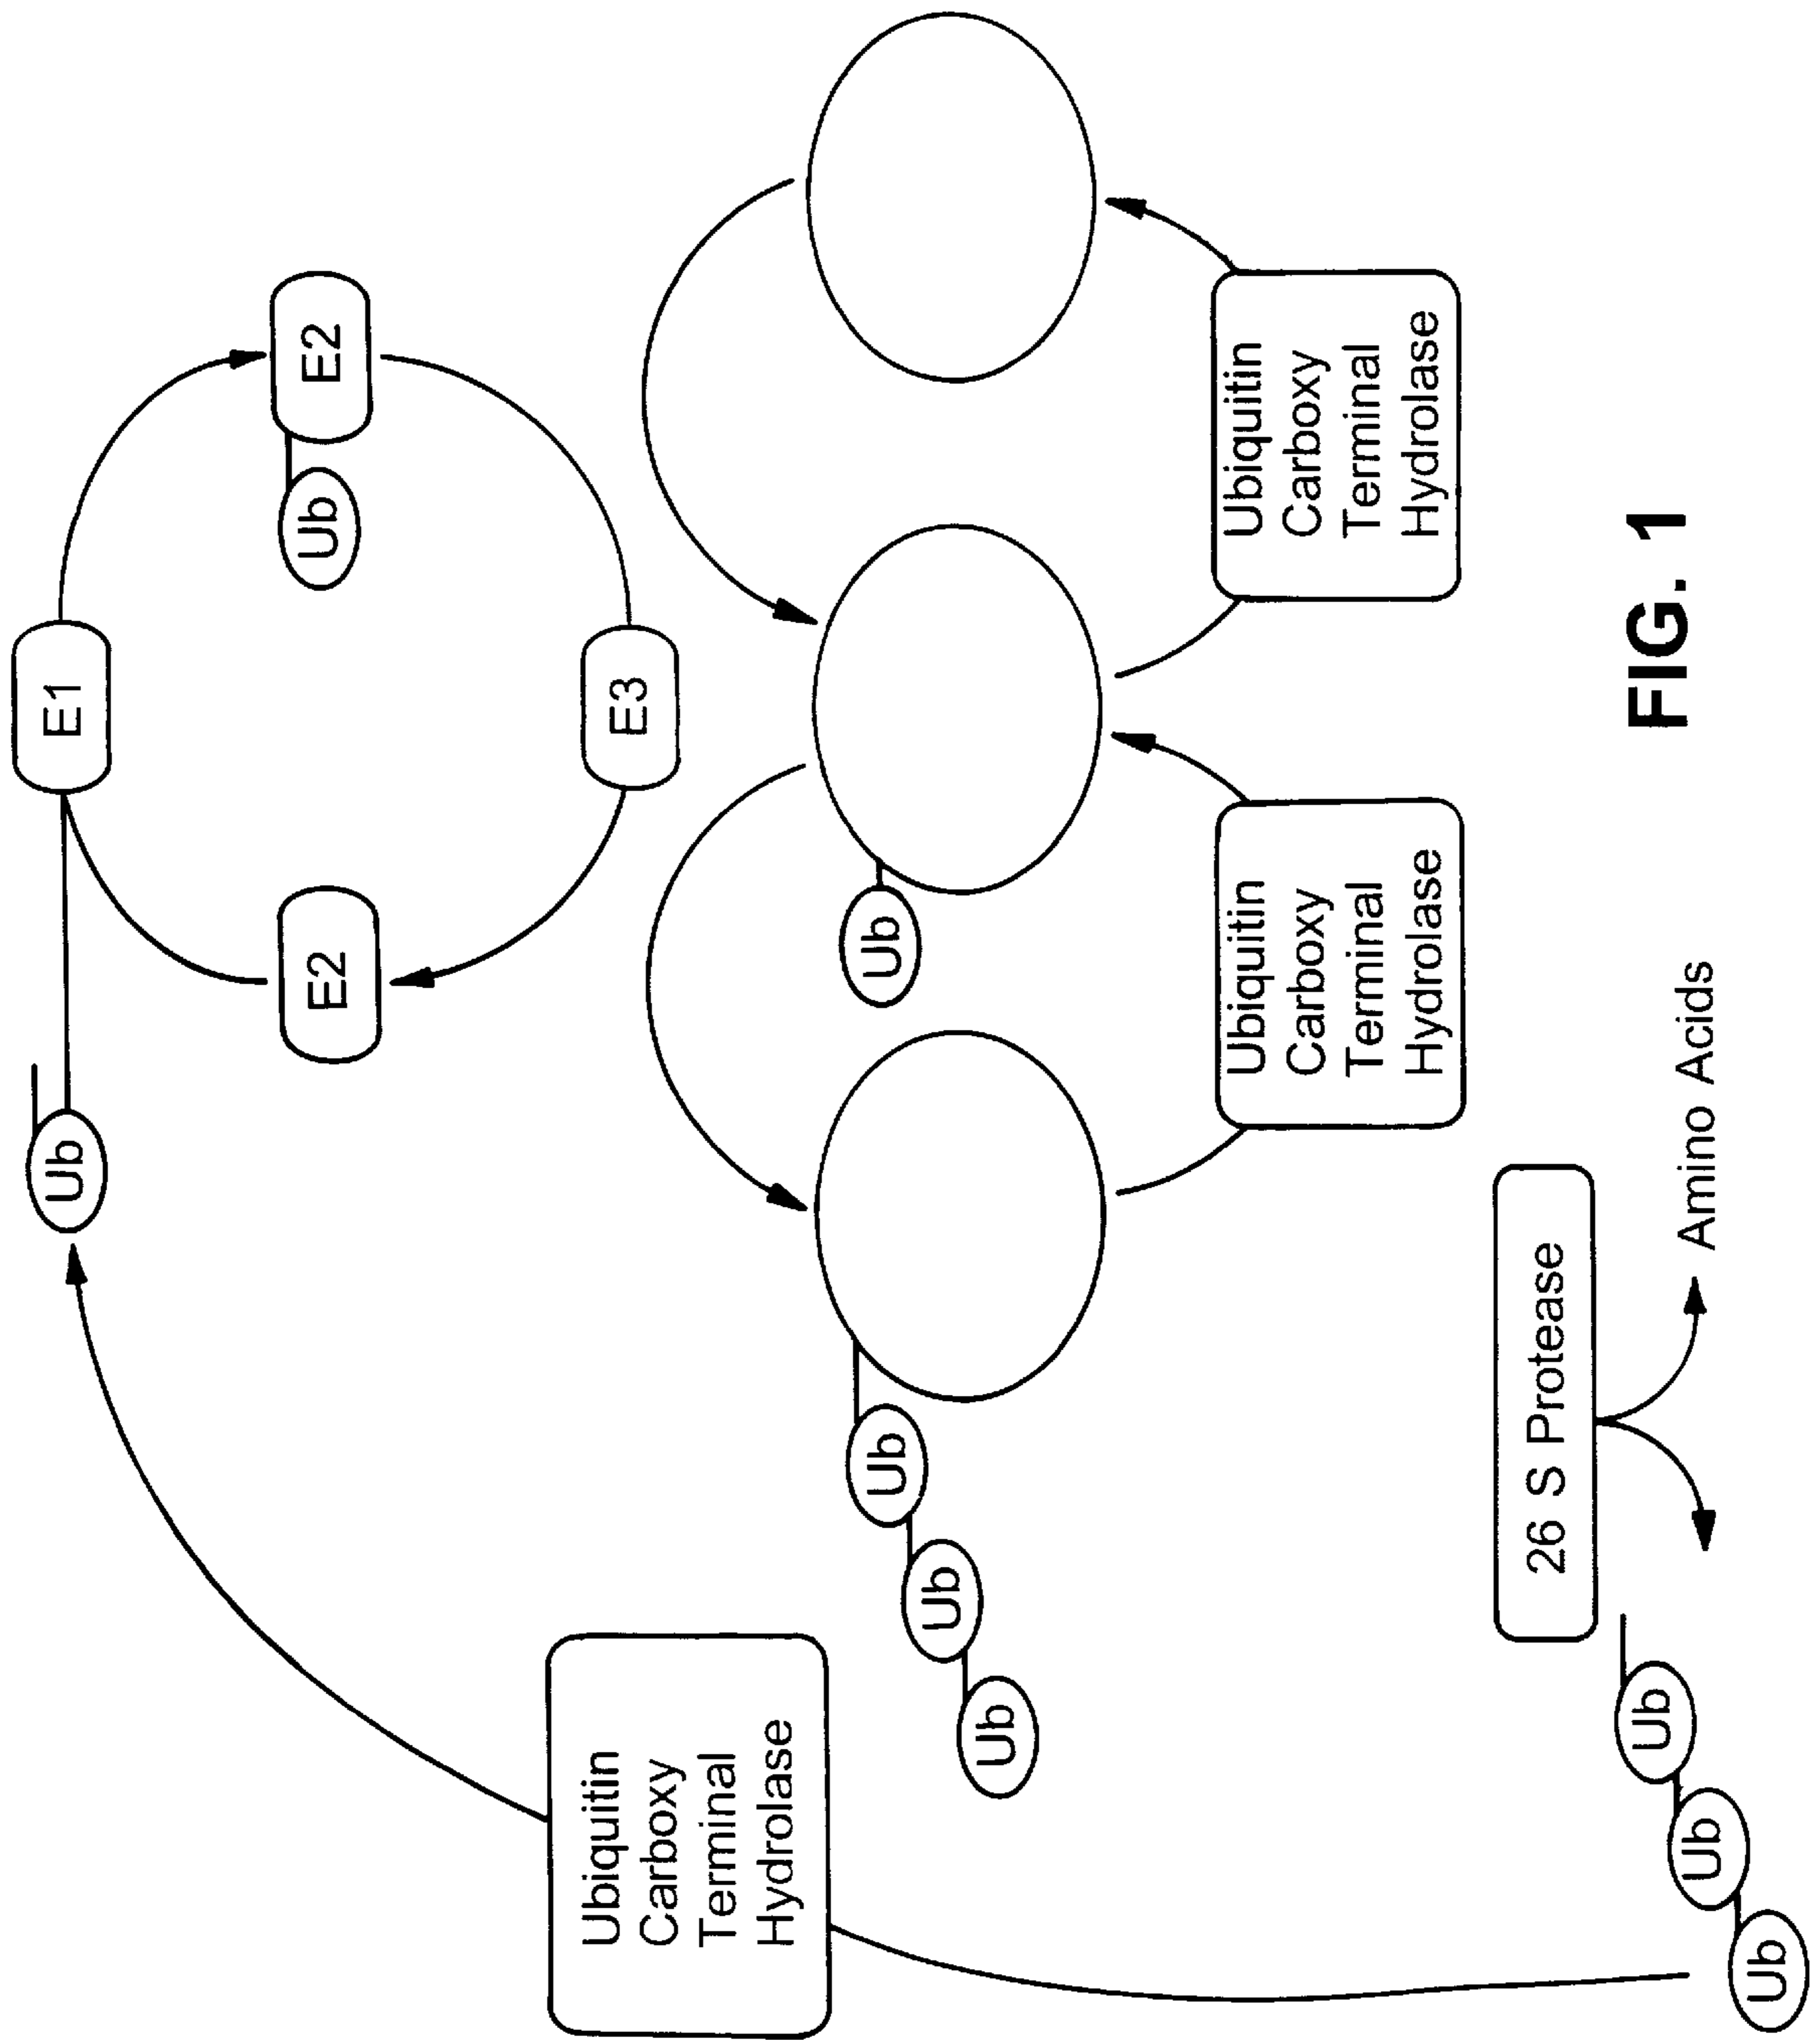 Ub
E1
E2
Ub
E2
E3
Ubiquitin
Carboxy
Terminal
Hydrolase
Ub
Ub
Ub
Ub
Ubiquitin
Carboxy
Terminal
Hydrolase
Ubiquitin
Carboxy
Terminal
Hydrolase
26 S Protease
Amino Acids
Ub
Ub
Ub
FIG. 1